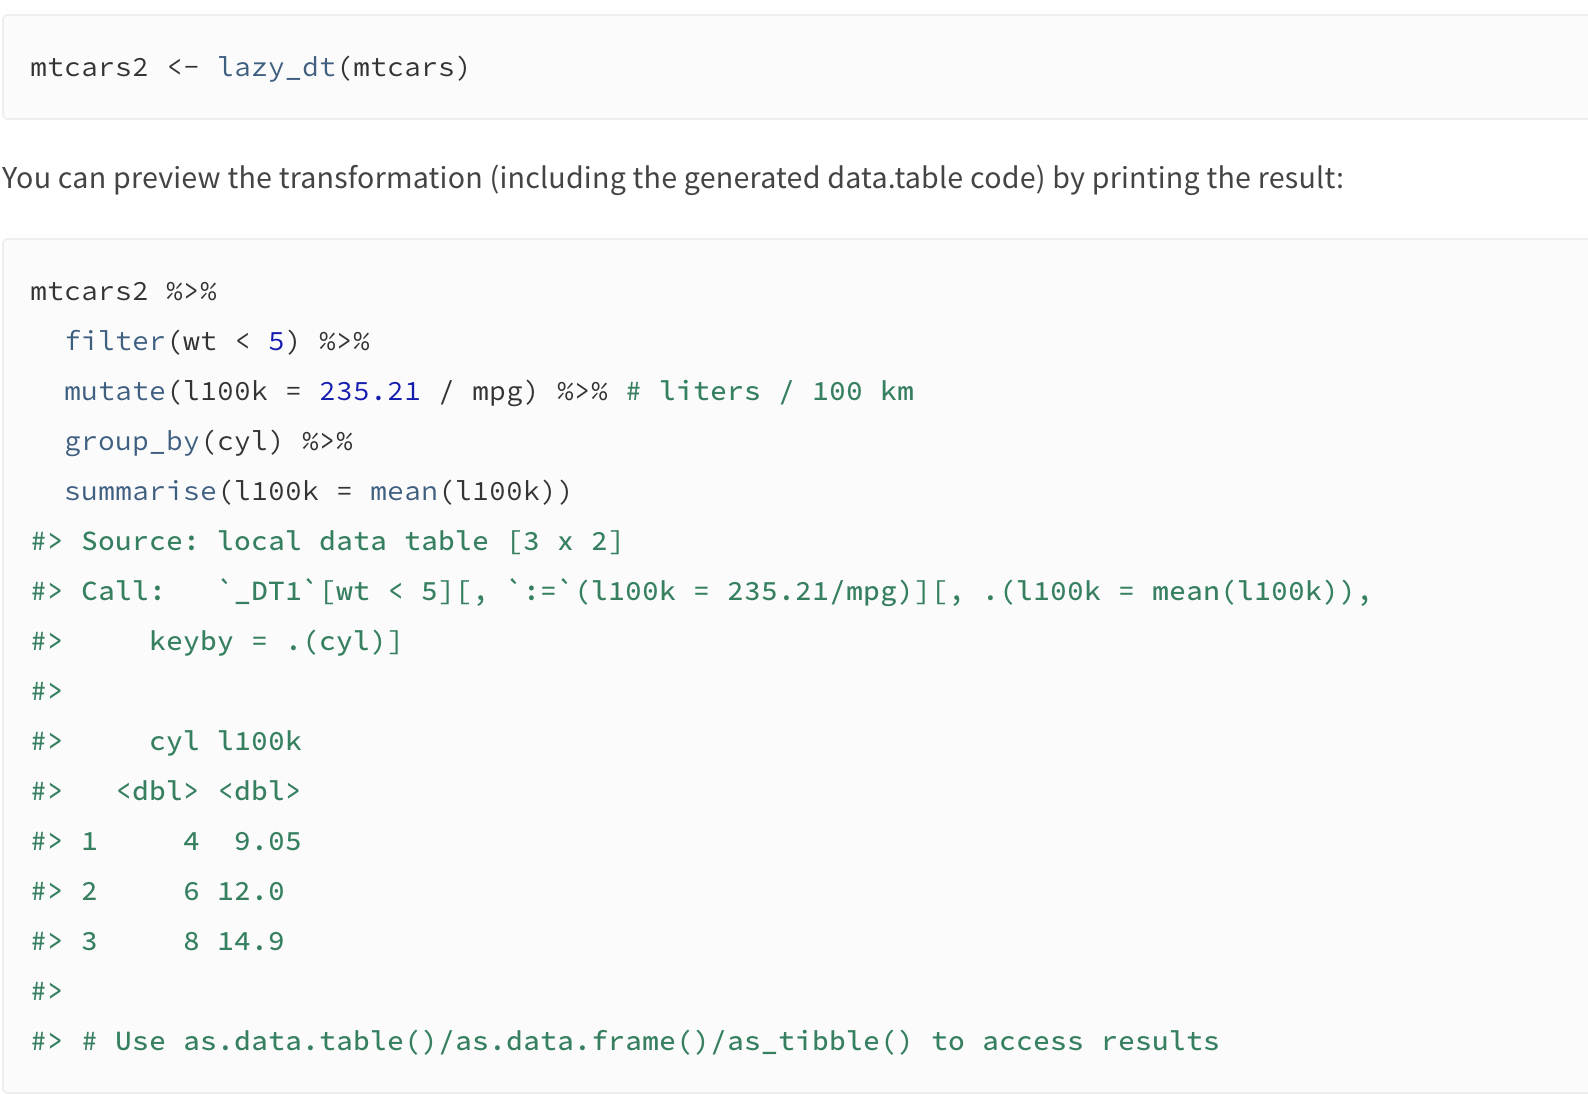 mtcars2 <- lazy_dt(mtcars)
You can preview the transformation (including the generated data.table code) by printing the result:
mtcars2 %>%
  filter(wt < 5) %>%
  mutate(l100k = 235.21 / mpg) %>% # liters / 100 km
  group_by(cyl) %>%
  summarise(l100k = mean(l100k))
#> Source: local data table [3 x 2]
#> Call:   `_DT1`[wt < 5][, `:=`(l100k = 235.21/mpg)][, .(l100k = mean(l100k)),
#>     keyby = .(cyl)]
#>
#>     cyl l100k
#>   <dbl> <dbl>
#> 1     4  9.05
#> 2     6 12.0
#> 3     8 14.9
#>
#> # Use as.data.table()/as.data.frame()/as_tibble() to access results